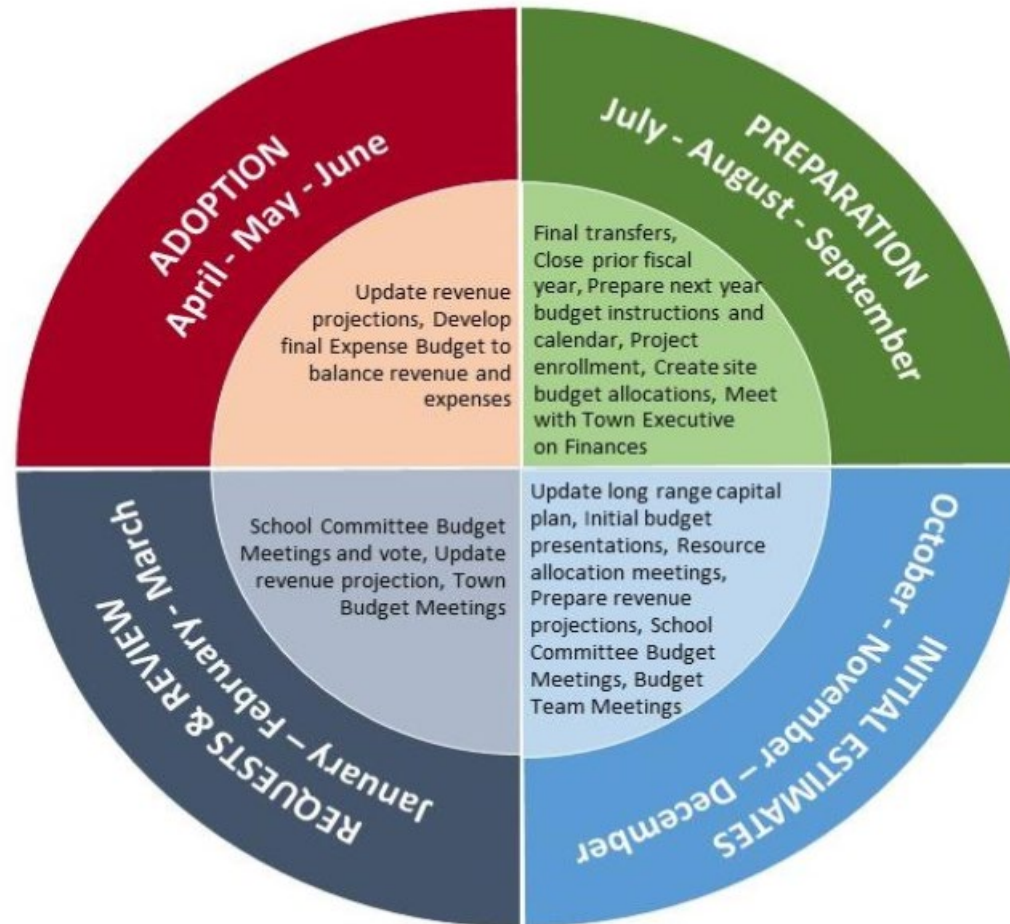 ADOPTION
April - May - June
Update revenue
projections, Develop
final Expense Budget to
balance revenue and
expenses
PREPARATION
July - August - September
Final transfers,
Close prior fiscal
year, Prepare next year
budget instructions and
calendar, Project
enrollment, Create site
budget allocations, Meet
with Town Executive
on Finances
INITIAL ESTIMATES
October - November – December
Update long range capital
plan, Initial budget
presentations, Resource
allocation meetings,
Prepare revenue
projections, School
Committee Budget
Meetings, Budget
Team Meetings
REQUESTS & REVIEW
January – February - March
School Committee Budget
Meetings and vote, Update
revenue projection, Town
Budget Meetings